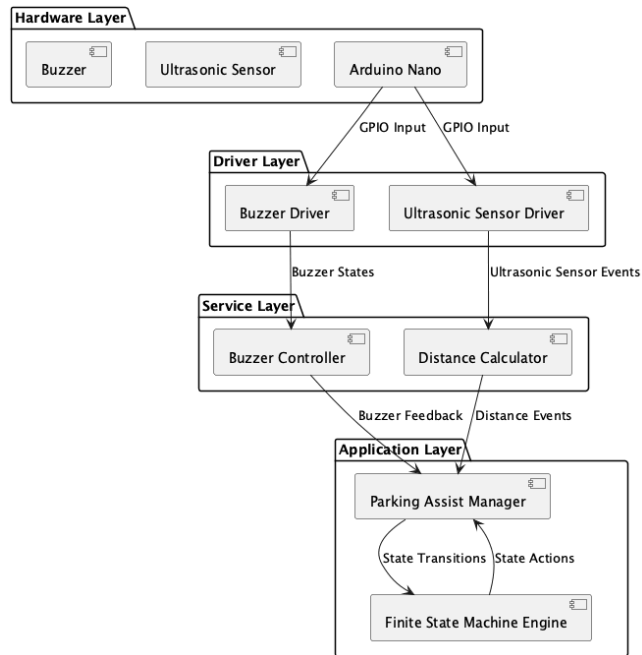 Hardware Layer
Buzzer
Ultrasonic Sensor
Arduino Nano
GPIO Input
GPIO Input
Driver Layer
Buzzer Driver
Ultrasonic Sensor Driver
Buzzer States
Ultrasonic Sensor Events
Service Layer
Buzzer Controller
Distance Calculator
Buzzer Feedback
Distance Events
Application Layer
Parking Assist Manager
State Transitions
State Actions
Finite State Machine Engine